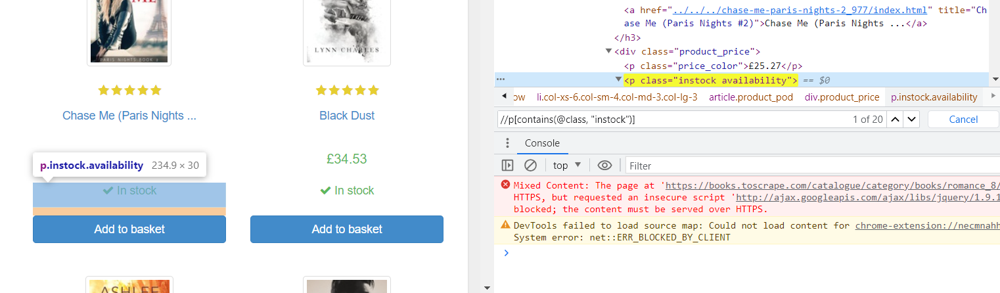 ME
PARIS NIGHTS BOOK 2
LYNN CHARLES
Chase Me (Paris Nights ...
Black Dust
£34.53
p.instock.availability 234.9 × 30
In stock
In stock
Add to basket
Add to basket
ASHLEE
<a href="../../../chase-me-paris-nights-2_977/index.html" title="Ch
ase Me (Paris Nights #2)">Chase Me (Paris Nights ...</a>
</h3>
<div class="product_price">
<p class="price_color">£25.27</p>
... <p class="instock availability"> == $0
ow li.col-xs-6.col-sm-4.col-md-3.col-lg-3 article.product_pod div.product_price p.instock.availability
//p[contains(@class, "instock")] 1 of 20 Cancel
Console
top Filter
Mixed Content: The page at 'https://books.toscrape.com/catalogue/category/books/romance_8/
HTTPS, but requested an insecure script 'http://ajax.googleapis.com/ajax/libs/jquery/1.9.1
blocked; the content must be served over HTTPS.
DevTools failed to load source map: Could not load content for chrome-extension://necmnahh
System error: net::ERR_BLOCKED_BY_CLIENT